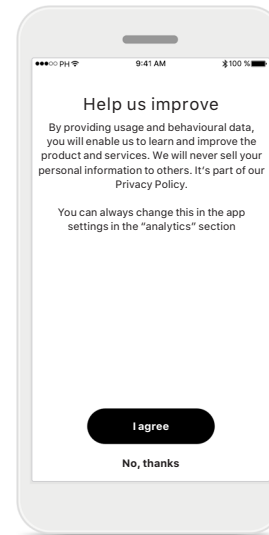 ●●●○○ PH 9:41 AM 100 %
Help us improve
By providing usage and behavioural data,
you will enable us to learn and improve the
product and services. We will never sell your
personal information to others. It’s part of our
Privacy Policy.
You can always change this in the app
settings in the “analytics” section
I agree
No, thanks